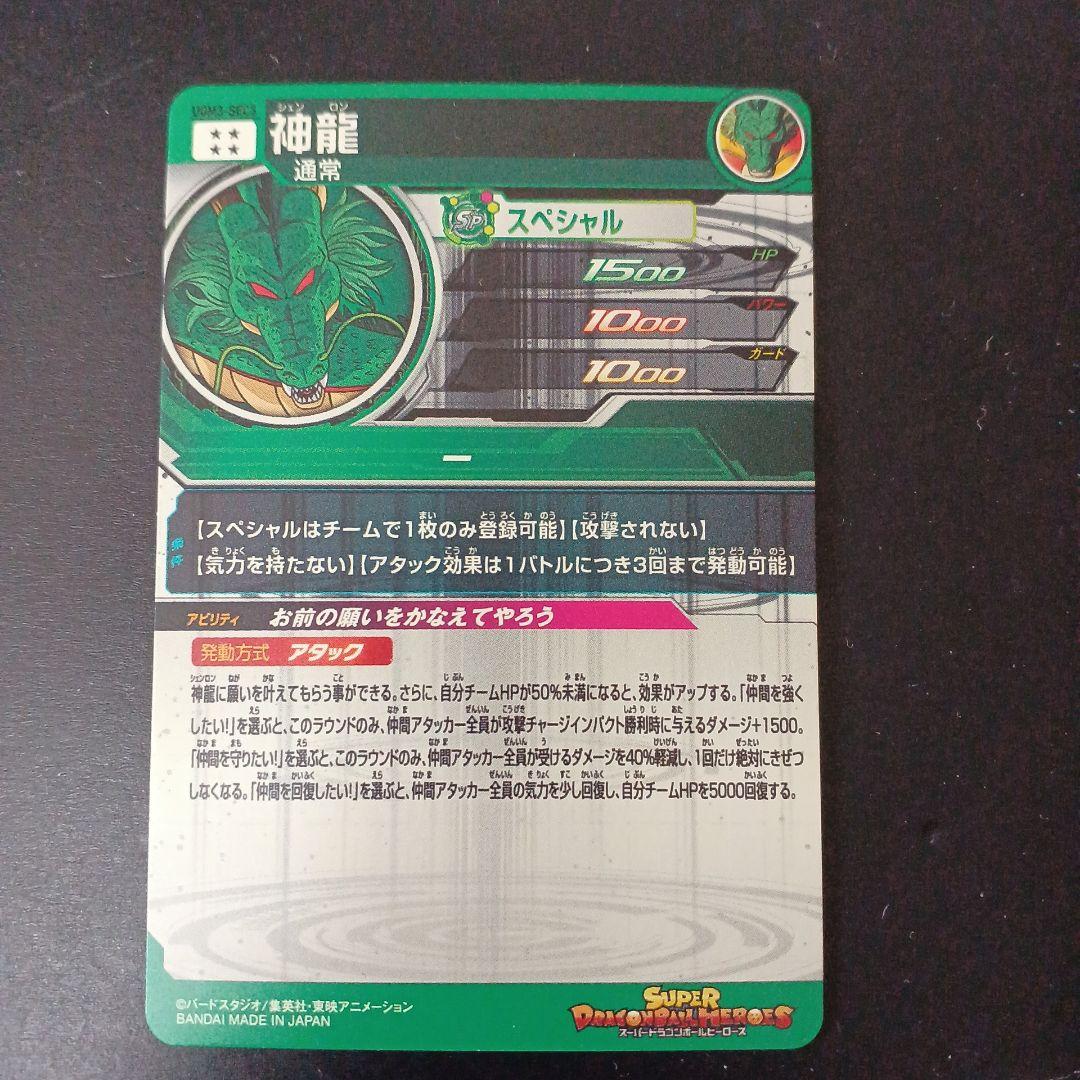 UGM3-SEC3
★★
★★
シェン ロン
神龍
通常
SP スペシャル
1500 HP
1000 パワー
1000 ガード
ー
条件
【スペシャルはチームで1枚のみ登録可能】【攻撃されない】
【気力を持たない】【アタック効果は1バトルにつき3回まで発動可能】
アビリティ お前の願いをかなえてやろう
発動方式 アタック
神龍に願いを叶えてもらう事ができる。さらに、自分チームHPが50%未満になると、効果がアップする。「仲間を強く
したい!」を選ぶと、このラウンドのみ、仲間アタッカー全員が攻撃チャージインパクト勝利時に与えるダメージ+1500。
「仲間を守りたい!」を選ぶと、このラウンドのみ、仲間アタッカー全員が受けるダメージを40%軽減し、1回だけ絶対にきぜつ
しなくなる。「仲間を回復したい!」を選ぶと、仲間アタッカー全員の気力を少し回復し、自分チームHPを5000回復する。
©バードスタジオ/集英社・東映アニメーション
BANDAI MADE IN JAPAN
SUPER
DRAGONBALL HEROES
スーパードラゴンボールヒーローズ